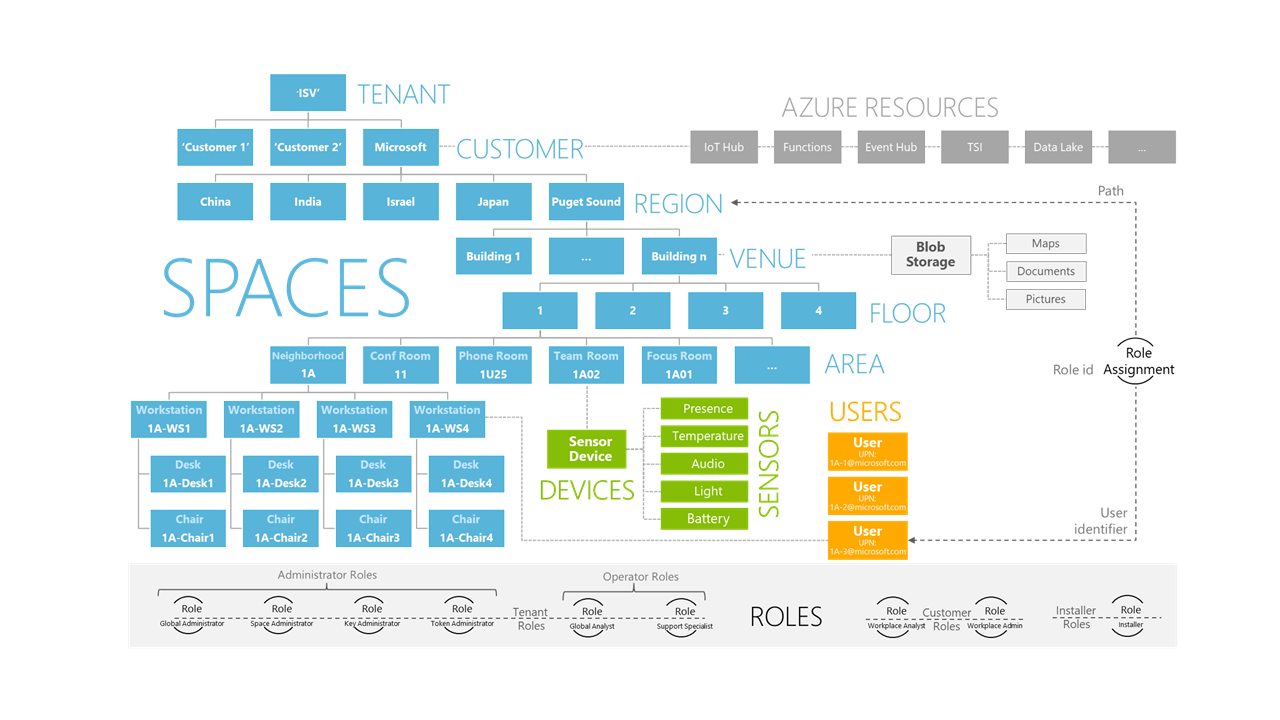 'ISV'
TENANT
AZURE RESOURCES
'Customer 1'
'Customer 2'
Microsoft
CUSTOMER
IoT Hub
Functions
Event Hub
TSI
Data Lake
...
China
India
Israel
Japan
Puget Sound
REGION
Path
SPACES
Building 1
...
Building n
VENUE
Blob
Storage
Maps
Documents
Pictures
1
2
3
4
FLOOR
Neighborhood
1A
Conf Room
11
Phone Room
1U25
Team Room
1A02
Focus Room
1A01
...
AREA
Role id
Role
Assignment
Workstation
1A-WS1
Workstation
1A-WS2
Workstation
1A-WS3
Workstation
1A-WS4
Desk
1A-Desk1
Desk
1A-Desk2
Desk
1A-Desk3
Desk
1A-Desk4
Chair
1A-Chair1
Chair
1A-Chair2
Chair
1A-Chair3
Chair
1A-Chair4
Sensor
Device
DEVICES
Presence
Temperature
Audio
Light
Battery
SENSORS
USERS
User
UPN:
1A-1@microsoft.com
User
UPN:
1A-2@microsoft.com
User
UPN:
1A-3@microsoft.com
User
identifier
Administrator Roles
Role
Global Administrator
Role
Space Administrator
Role
Key Administrator
Role
Token Administrator
Tenant
Roles
Operator Roles
Role
Global Analyst
Role
Support Specialist
ROLES
Role
Workplace Analyst
Customer
Roles
Role
Workplace Admin
Installer
Roles
Role
Installer